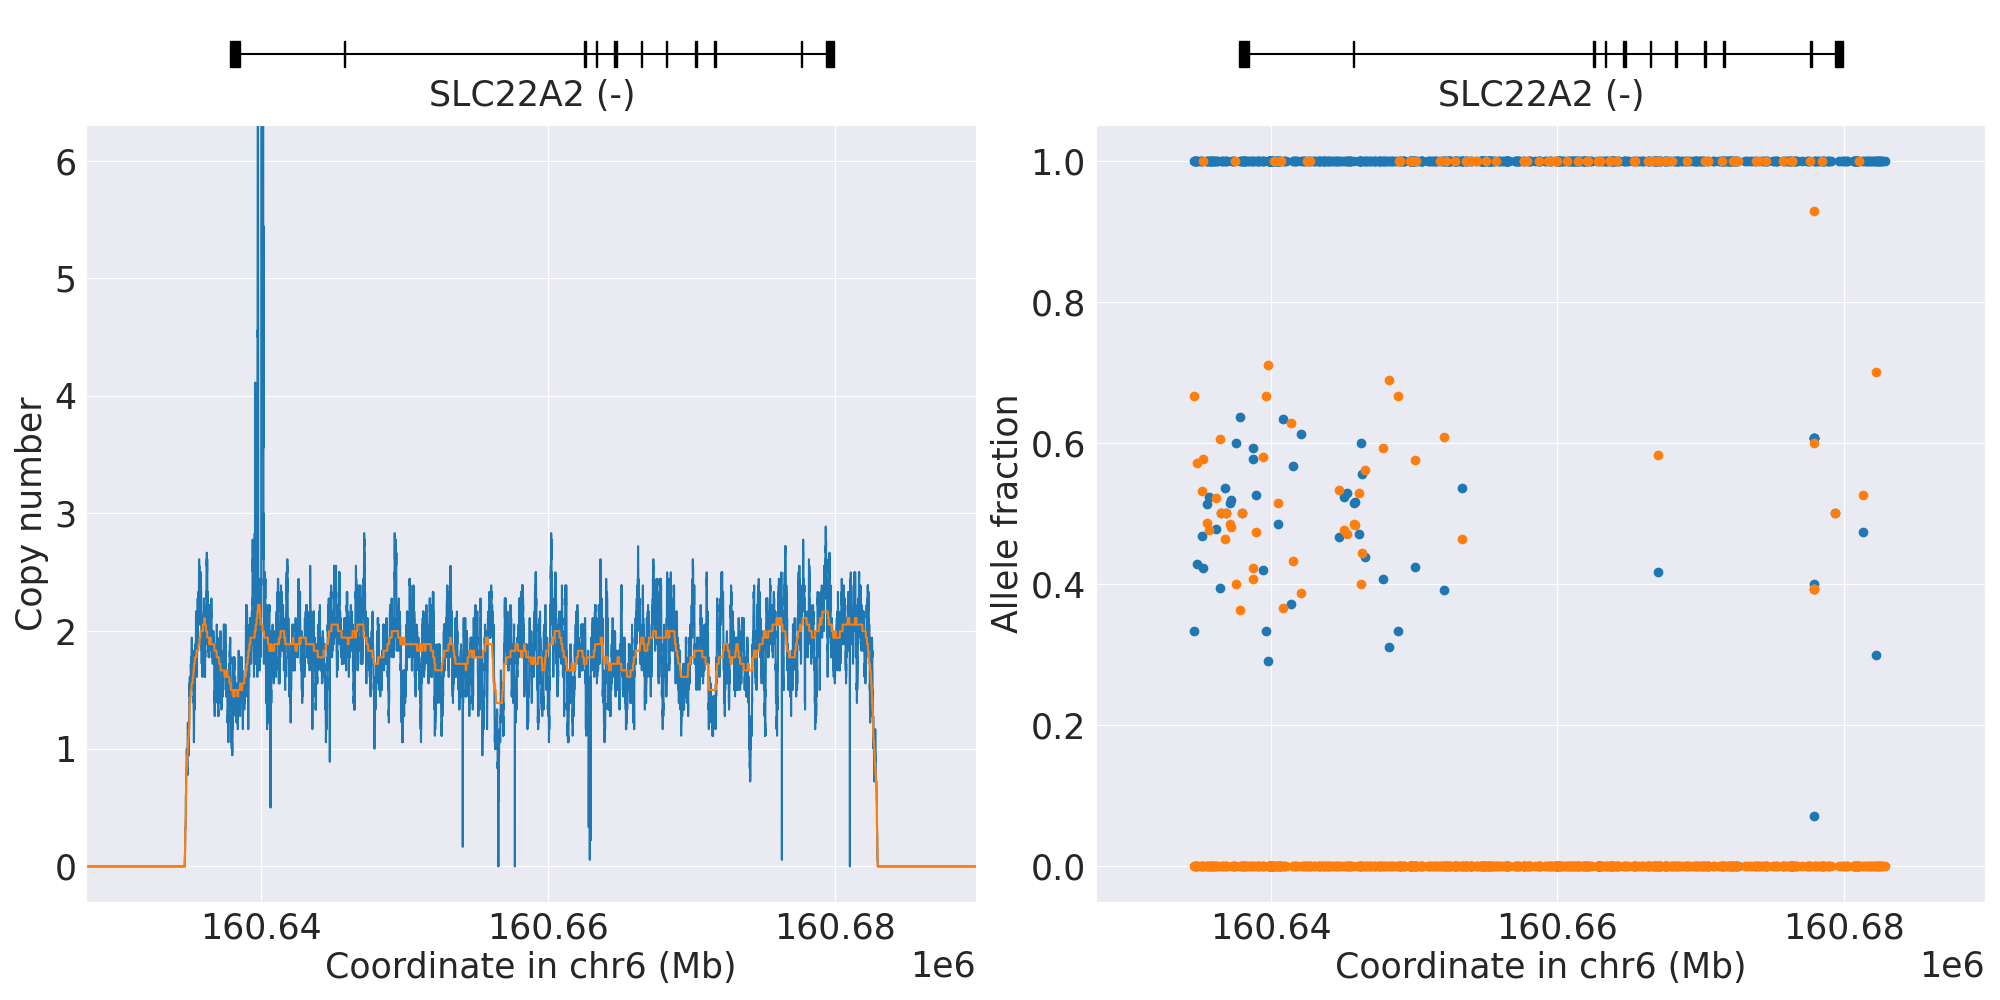 SLC22A2 (-)
6
5
4
3
2
1
0
Copy number
160.64
160.66
160.68
Coordinate in chr6 (Mb)
1e6
SLC22A2 (-)
1.0
0.8
0.6
0.4
0.2
0.0
Allele fraction
160.64
160.66
160.68
Coordinate in chr6 (Mb)
1e6